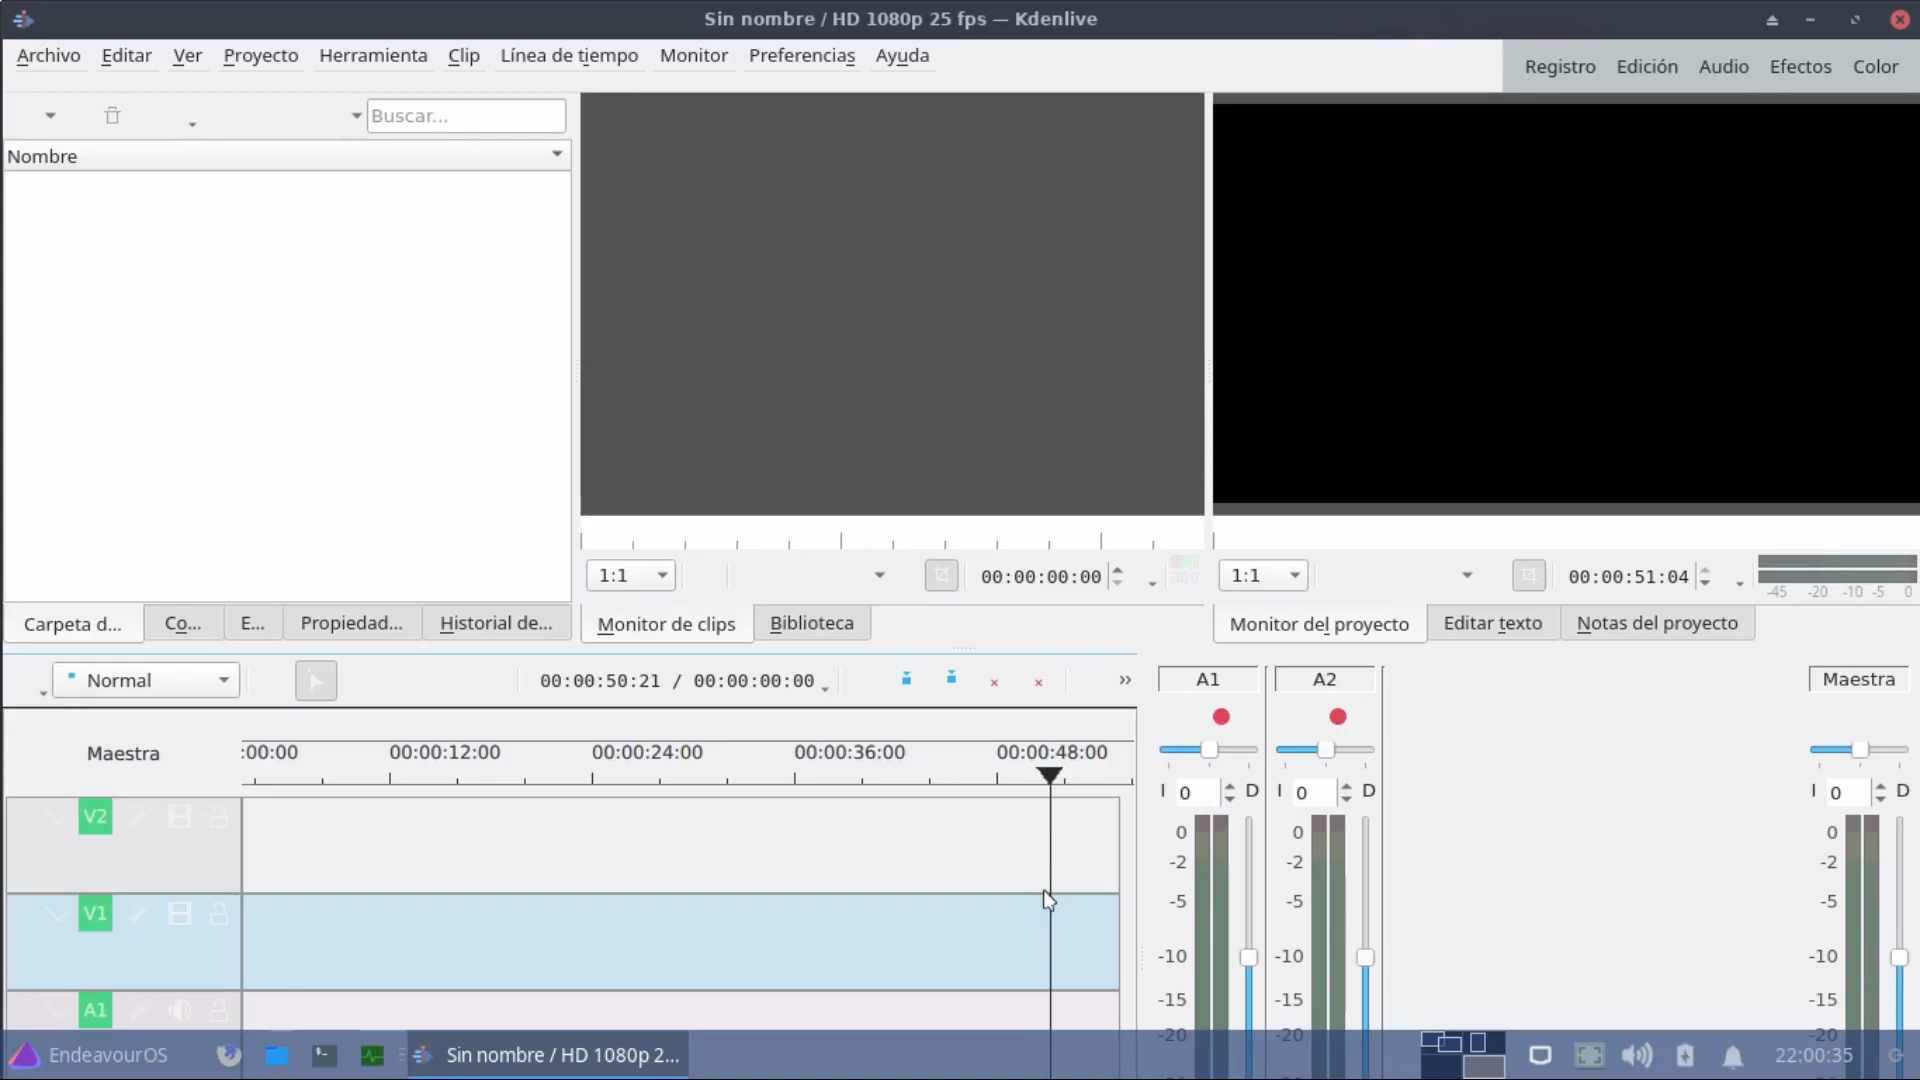 Sin nombre / HD 1080p 25 fps — Kdenlive
Archivo Editar Ver Proyecto Herramienta Clip Línea de tiempo Monitor Preferencias Ayuda
Registro Edición Audio Efectos Color
Buscar...
Nombre
1:1
00:00:00:00
300
1:1
00:00:51:04
-45 -20 -10 -5 0
Carpeta d... Co... E... Propiedad... Historial de...
Monitor de clips Biblioteca
Monitor del proyecto Editar texto Notas del proyecto
Normal
00:00:50:21 / 00:00:00:00
»
A1 A2 Maestra
Maestra
:00:00 00:00:12:00 00:00:24:00 00:00:36:00 00:00:48:00
I 0 D I 0 D I 0 D
V2
V1
A1
0 0 0
-2 -2 -2
-5 -5 -5
-10 -10 -10
-15 -15 -15
-20 -20 -20
EndeavourOS
Sin nombre / HD 1080p 2...
22:00:35